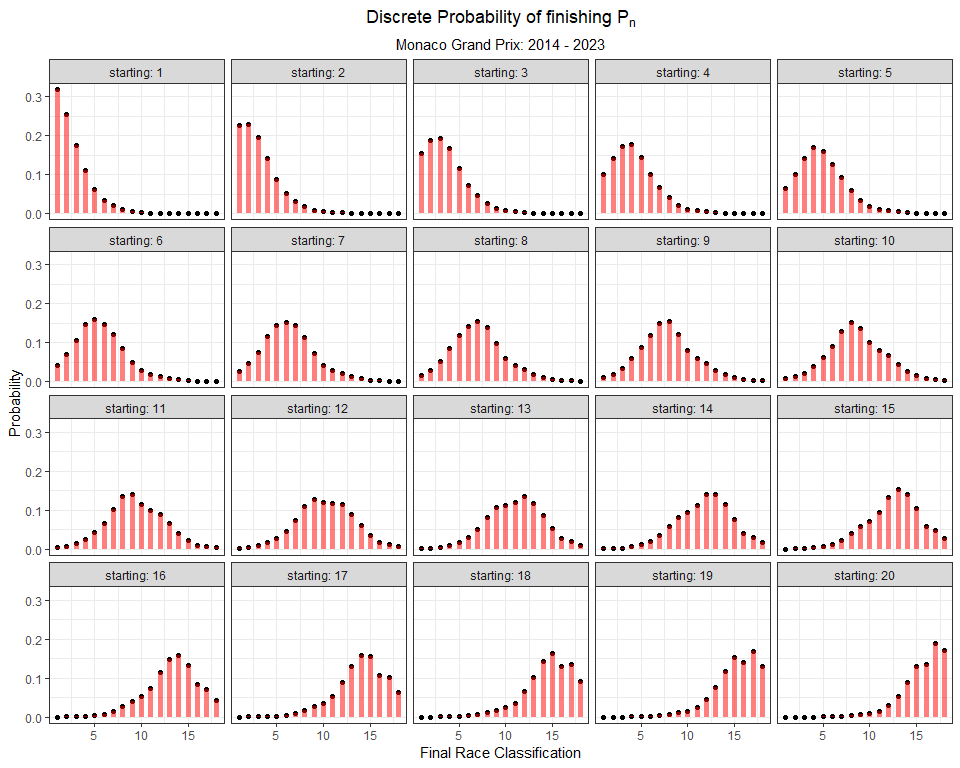 Discrete Probability of finishing Pn
Monaco Grand Prix: 2014 - 2023
starting: 1 starting: 2 starting: 3 starting: 4 starting: 5
0.3
0.2
0.1
0.0
starting: 6 starting: 7 starting: 8 starting: 9 starting: 10
0.3
0.2
0.1
0.0
Probability
starting: 11 starting: 12 starting: 13 starting: 14 starting: 15
0.3
0.2
0.1
0.0
starting: 16 starting: 17 starting: 18 starting: 19 starting: 20
0.3
0.2
0.1
0.0
5 10 15 5 10 15 5 10 15 5 10 15 5 10 15
Final Race Classification